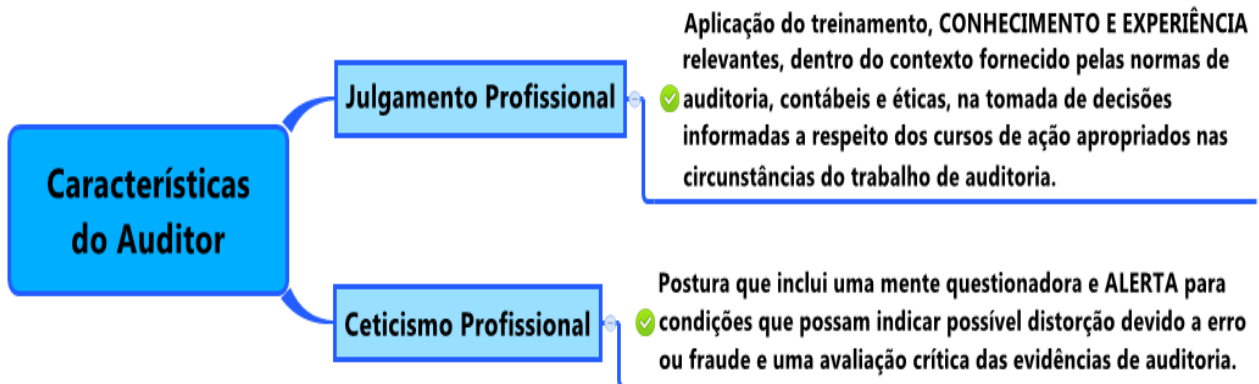 Características
do Auditor
Julgamento Profissional
Aplicação do treinamento, CONHECIMENTO E EXPERIÊNCIA
relevantes, dentro do contexto fornecido pelas normas de
auditoria, contábeis e éticas, na tomada de decisões
informadas a respeito dos cursos de ação apropriados nas
circunstâncias do trabalho de auditoria.
Ceticismo Profissional
Postura que inclui uma mente questionadora e ALERTA para
condições que possam indicar possível distorção devido a erro
ou fraude e uma avaliação crítica das evidências de auditoria.